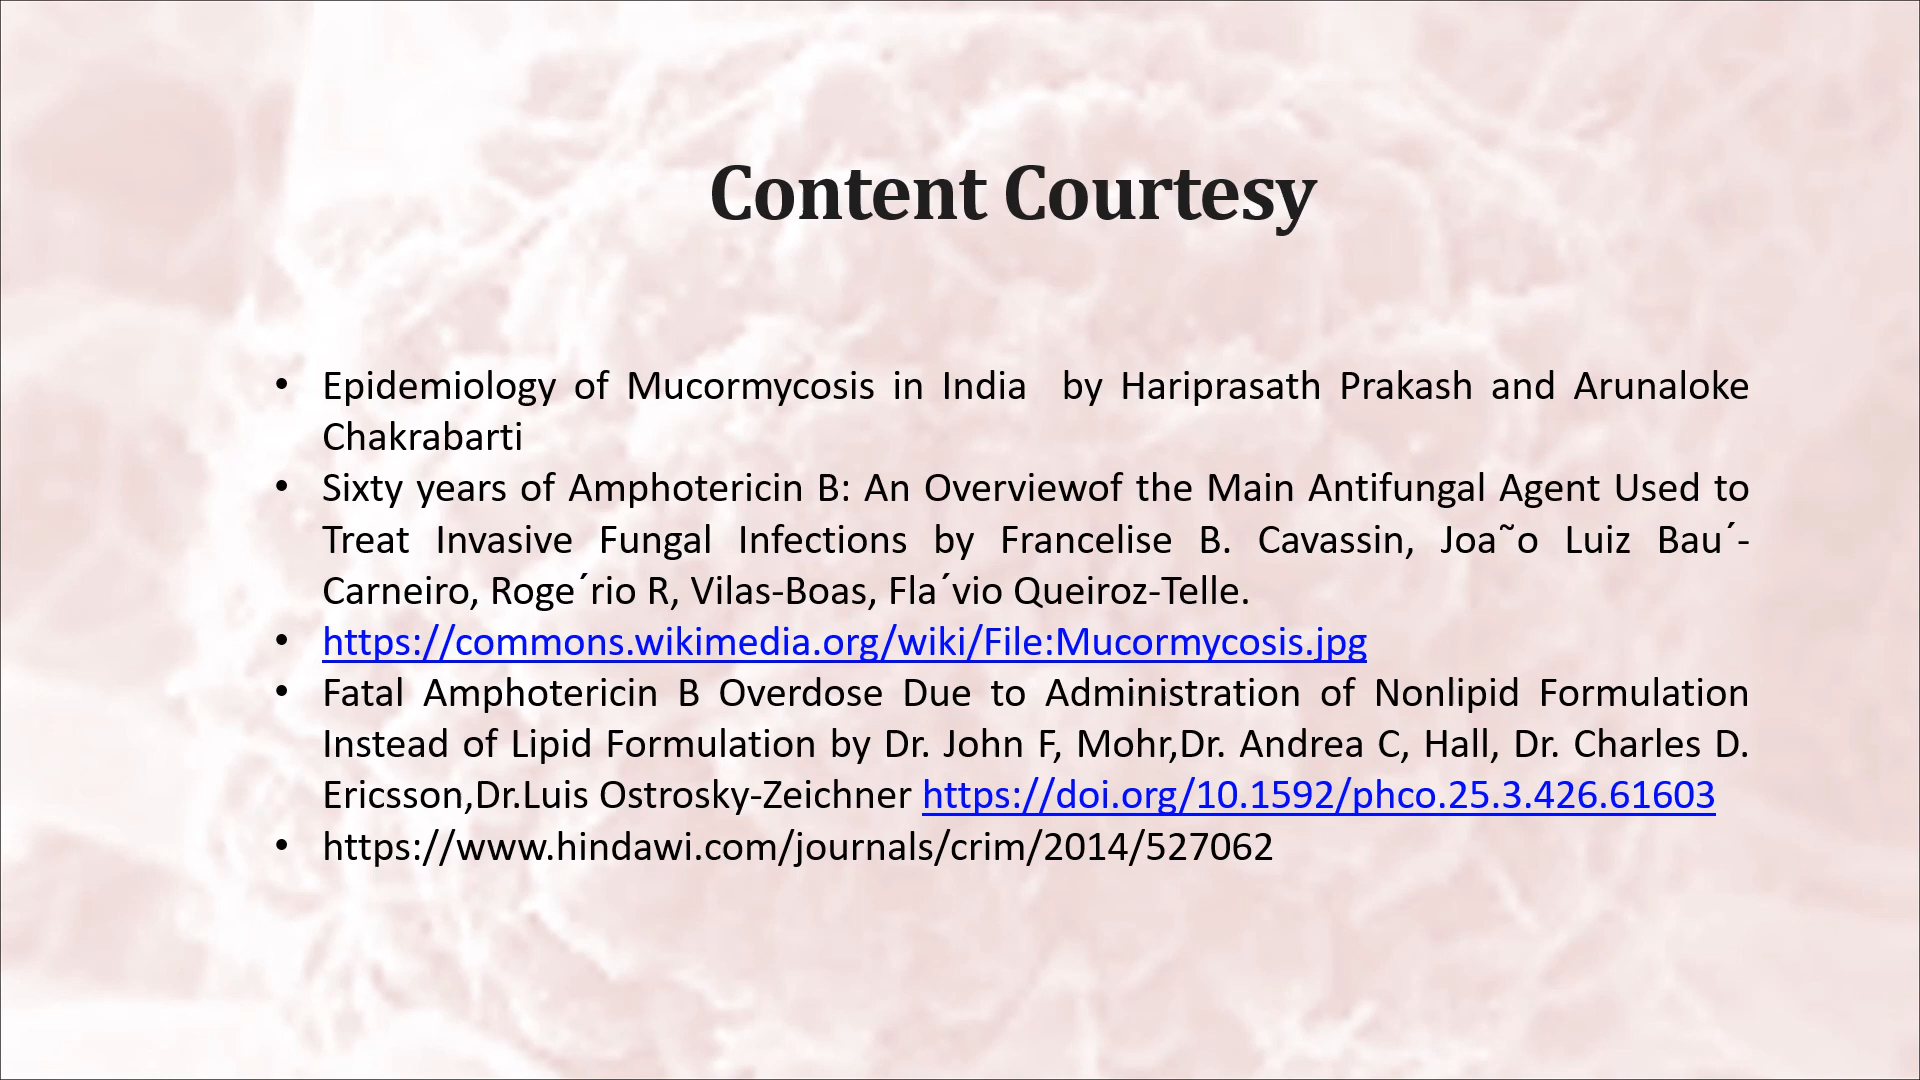 Content Courtesy
• Epidemiology of Mucormycosis in India  by Hariprasath Prakash and Arunaloke
Chakrabarti
• Sixty years of Amphotericin B: An Overviewof the Main Antifungal Agent Used to
Treat Invasive Fungal Infections by Francelise B. Cavassin, Joa˜o Luiz Bau´-
Carneiro, Roge´rio R, Vilas-Boas, Fla´vio Queiroz-Telle.
• https://commons.wikimedia.org/wiki/File:Mucormycosis.jpg
• Fatal Amphotericin B Overdose Due to Administration of Nonlipid Formulation
Instead of Lipid Formulation by Dr. John F, Mohr,Dr. Andrea C, Hall, Dr. Charles D.
Ericsson,Dr.Luis Ostrosky-Zeichner https://doi.org/10.1592/phco.25.3.426.61603
• https://www.hindawi.com/journals/crim/2014/527062